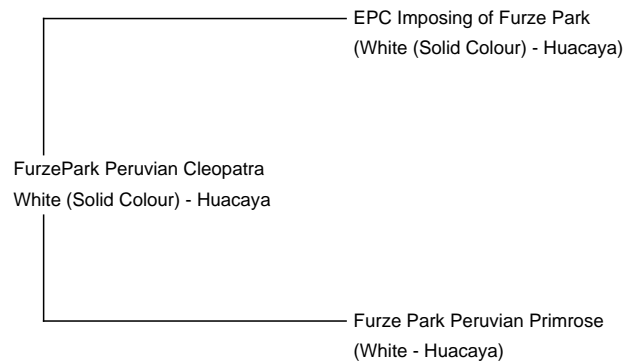 EPC Imposing of Furze Park
(White (Solid Colour) - Huacaya)
FurzePark Peruvian Cleopatra
White (Solid Colour) - Huacaya
Furze Park Peruvian Primrose
(White - Huacaya)